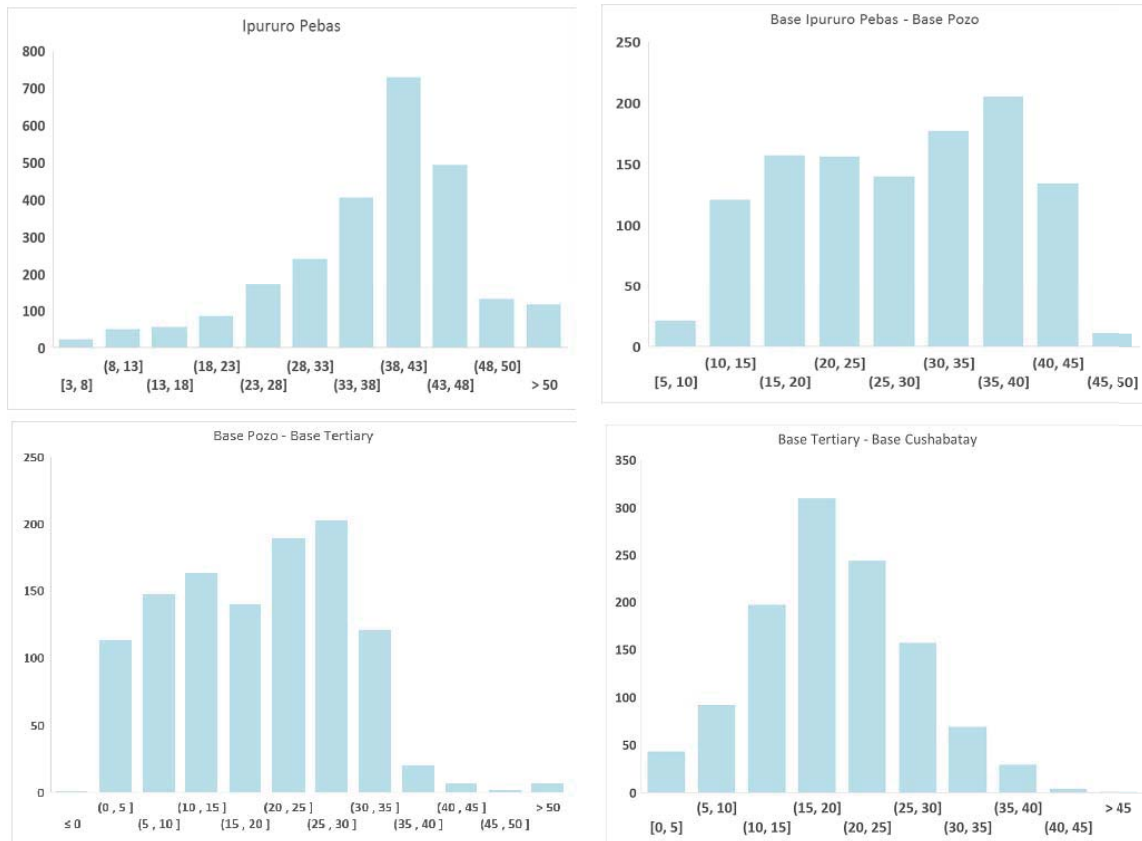 Ipururo Pebas
800
700
600
500
400
300
200
100
0
(8, 13] (18, 23] (28, 33] (38, 43] (48, 50]
[3, 8] (13, 18] (23, 28] (33, 38] (43, 48] > 50
Base Ipururo Pebas - Base Pozo
250
200
150
100
50
0
(10, 15] (20, 25] (30, 35] (40, 45]
[5, 10] (15, 20] (25, 30] (35, 40] (45, 50]
Base Pozo - Base Tertiary
250
200
150
100
50
0
(0 , 5 ] (10 , 15 ] (20 , 25 ] (30 , 35 ] (40 , 45 ] > 50
≤ 0 (5 , 10 ] (15 , 20 ] (25 , 30 ] (35 , 40 ] (45 , 50 ]
Base Tertiary - Base Cushabatay
350
300
250
200
150
100
50
0
(5, 10] (15, 20] (25, 30] (35, 40] > 45
[0, 5] (10, 15] (20, 25] (30, 35] (40, 45]